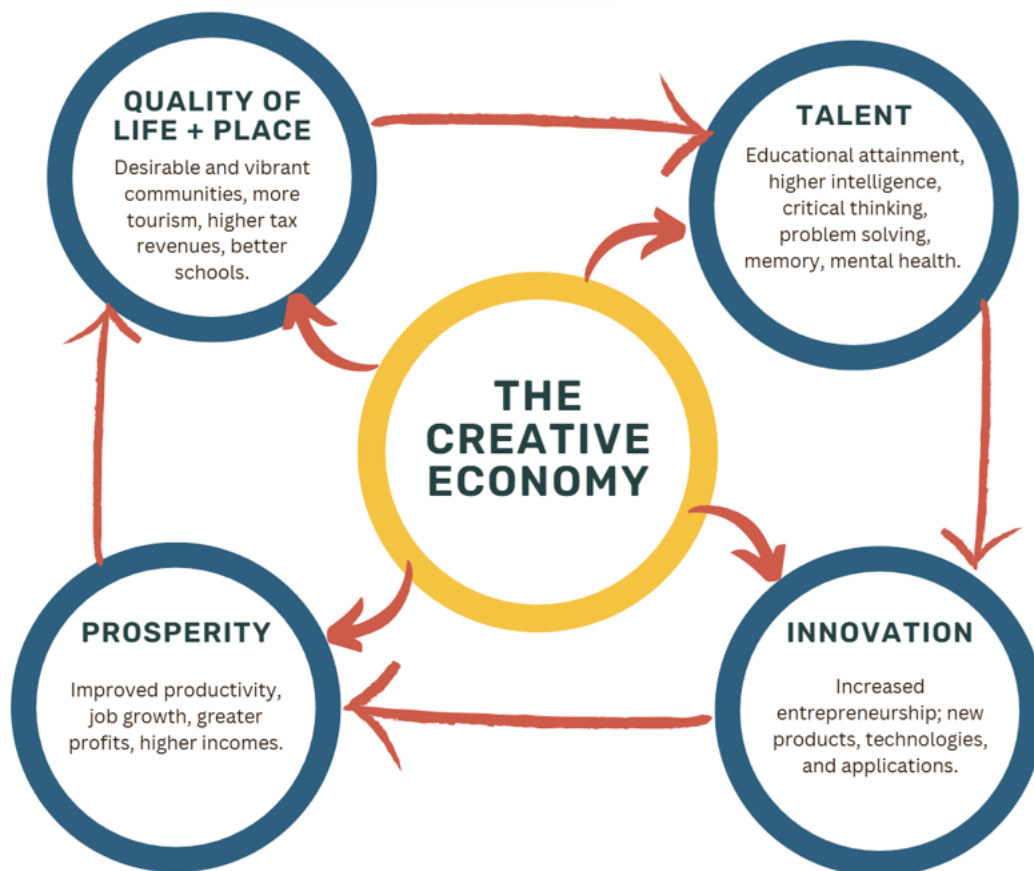 QUALITY OF
LIFE + PLACE
Desirable and vibrant
communities, more
tourism, higher tax
revenues, better
schools.
TALENT
Educational attainment,
higher intelligence,
critical thinking,
problem solving,
memory, mental health.
THE
CREATIVE
ECONOMY
PROSPERITY
Improved productivity,
job growth, greater
profits, higher incomes.
INNOVATION
Increased
entrepreneurship; new
products, technologies,
and applications.